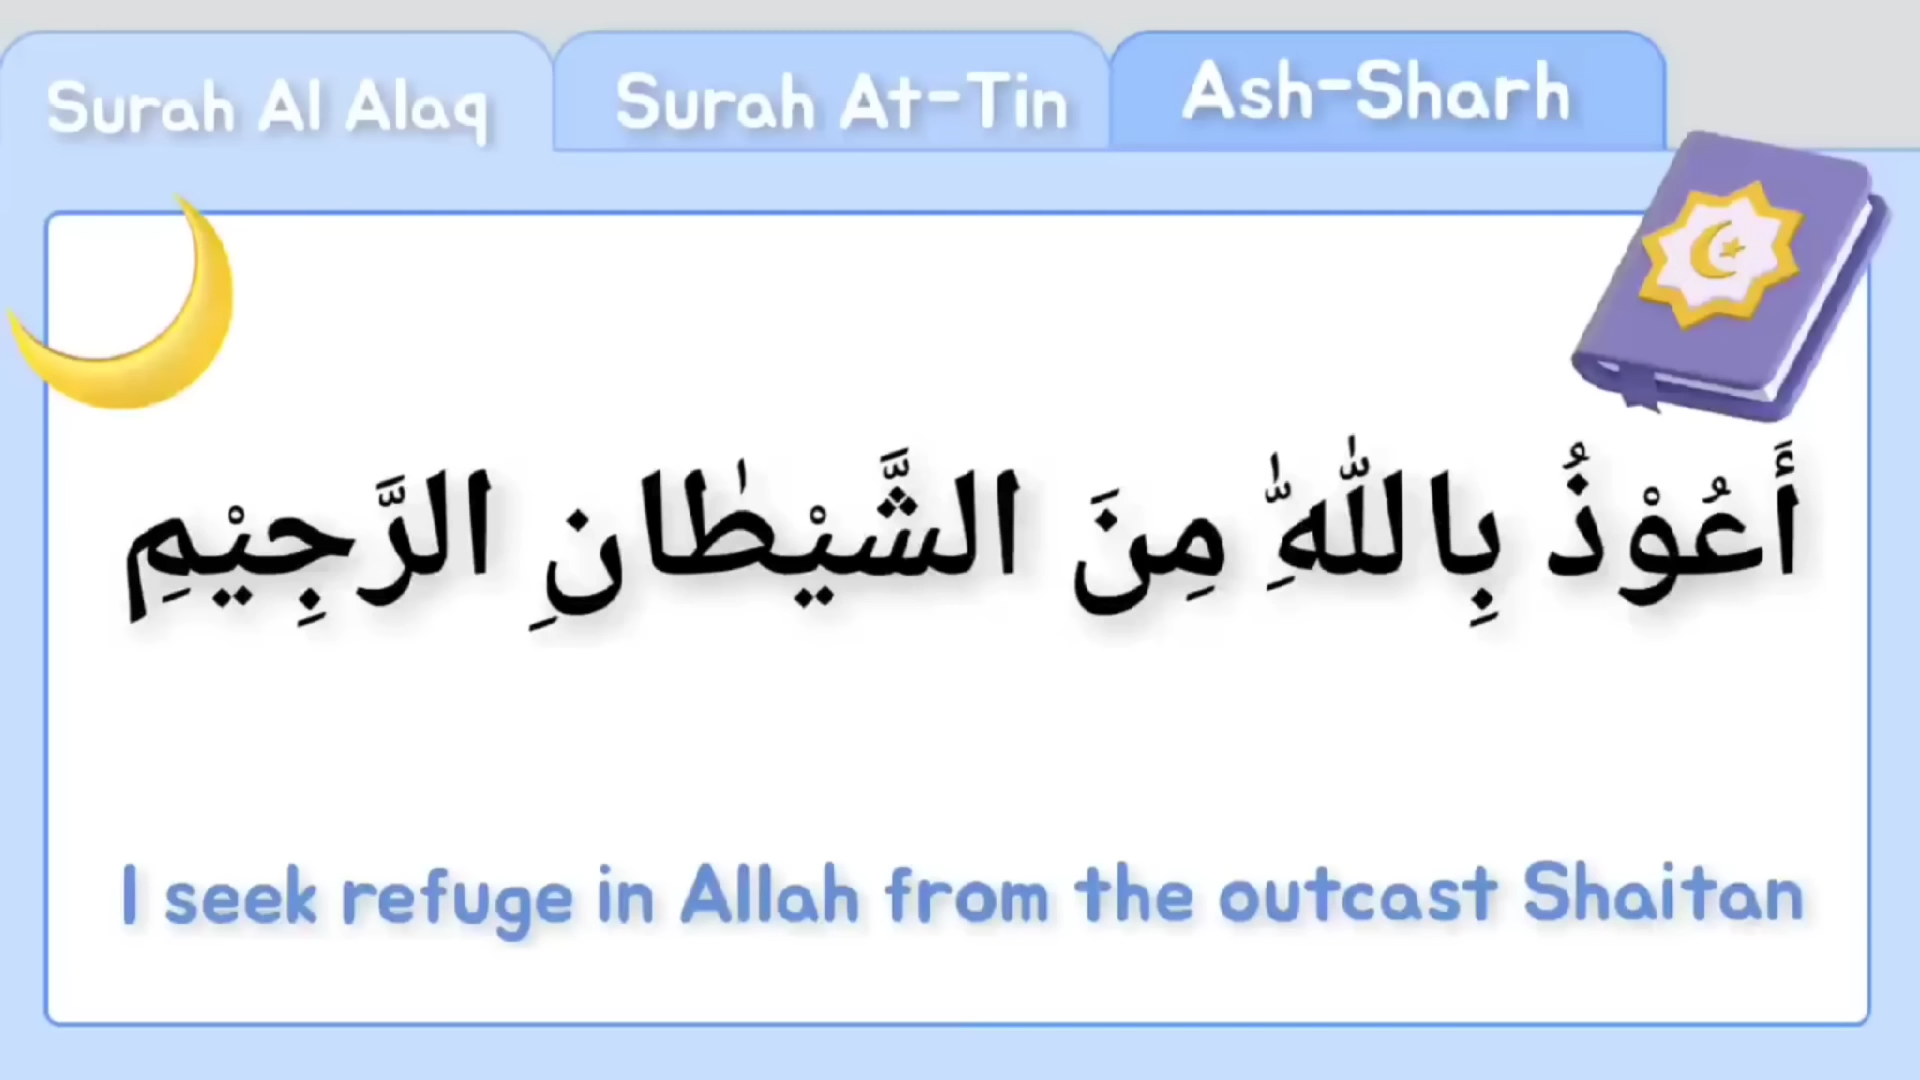 Surah Al Alaq
Surah At-Tin
Ash-Sharh
أَعُوْذُ بِاللّٰهِّٰ مِنَ الشَّيْطٰانِ الرَّجِيْمِ
I seek refuge in Allah from the outcast Shaitan